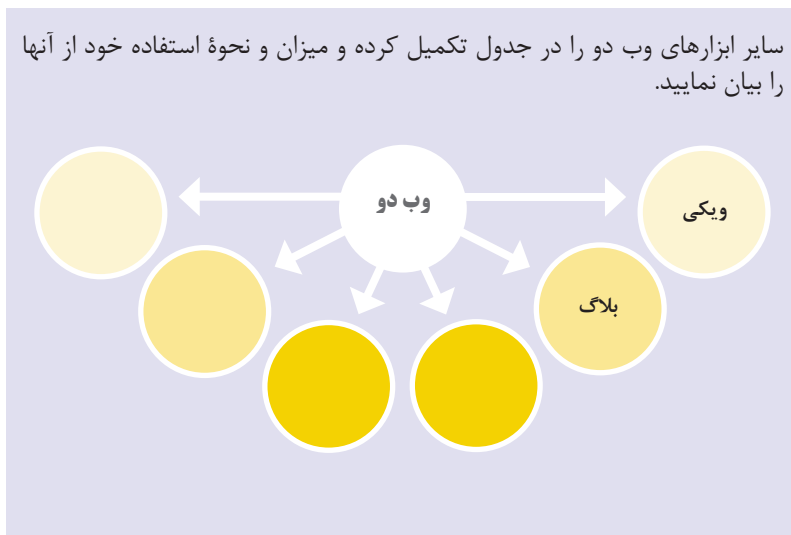 سایر ابزارهای وب دو را در جدول تکمیل کرده و میزان و نحوهٔ استفاده خود از آنها
را بیان نمایید.
وب دو
ویکی
بلاگ